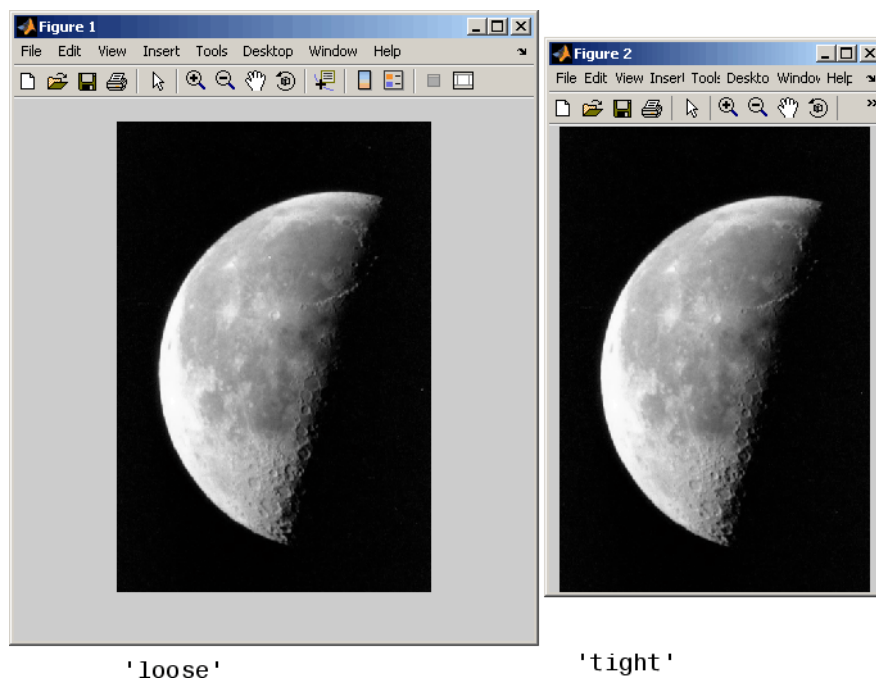 Figure 1
File Edit View Insert Tools Desktop Window Help
'loose'
Figure 2
File Edit View Insert Tools Deskto Window Help
'tight'